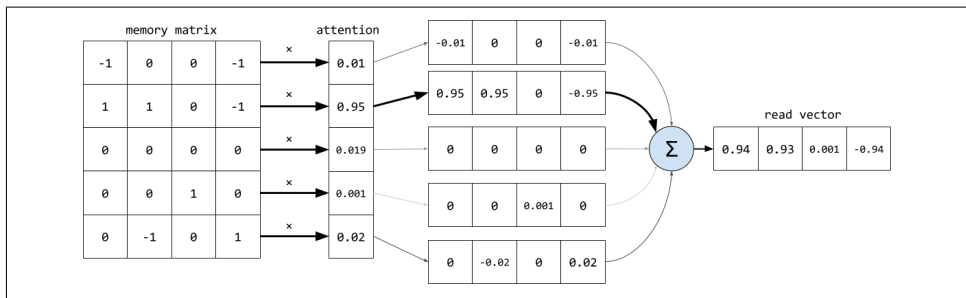 memory matrix
attention
-1 0 0 -1 × 0.01
1 1 0 -1 × 0.95
0 0 0 0 × 0.019
0 0 1 0 × 0.001
0 -1 0 1 × 0.02
-0.01 0 0 -0.01
0.95 0.95 0 -0.95
0 0 0 0
0 0 0.001 0
0 -0.02 0 0.02
Σ
read vector
0.94 0.93 0.001 -0.94